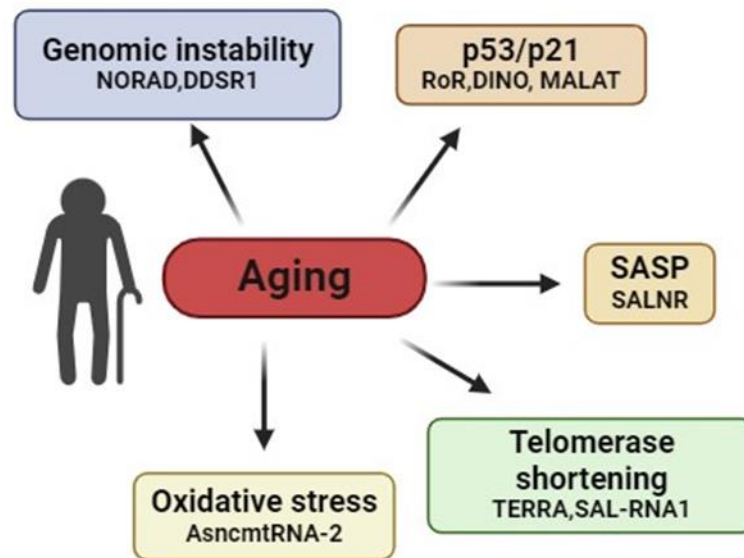 Genomic instability
NORAD,DDSR1
p53/p21
RoR,DINO, MALAT
Aging
SASP
SALNR
Telomerase
shortening
TERRA,SAL-RNA1
Oxidative stress
AsncmtRNA-2